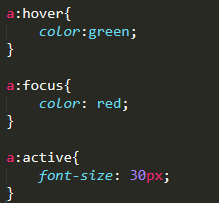 a:hover{
    color:green;
}

a:focus{
    color: red;
}

a:active{
    font-size: 30px;
}